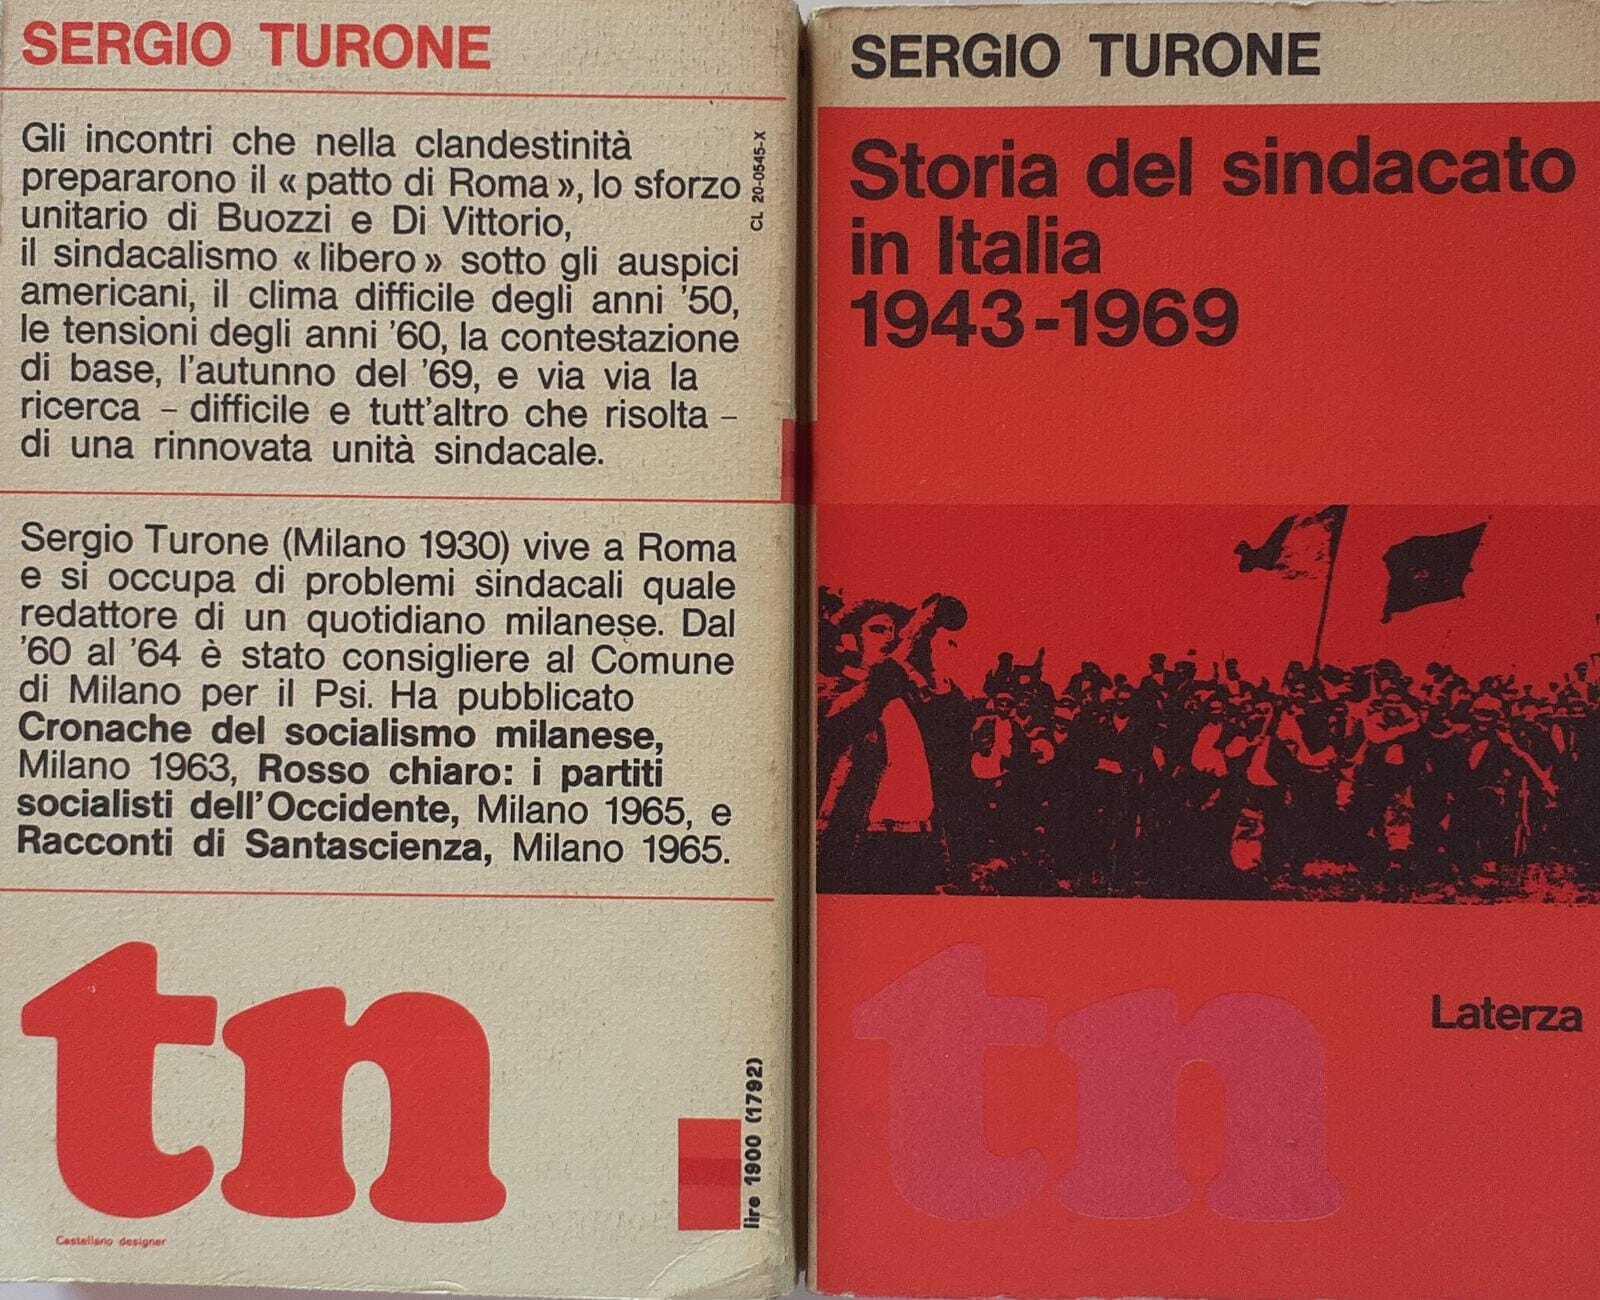 SERGIO TURONE
Gli incontri che nella clandestinità
prepararono il « patto di Roma », lo sforzo
unitario di Buozzi e Di Vittorio,
il sindacalismo « libero » sotto gli auspici
americani, il clima difficile degli anni '50,
le tensioni degli anni '60, la contestazione
di base, l'autunno del '69, e via via la
ricerca – difficile e tutt'altro che risolta –
di una rinnovata unità sindacale.
CL 20-0545-X
Sergio Turone (Milano 1930) vive a Roma
e si occupa di problemi sindacali quale
redattore di un quotidiano milanese. Dal
'60 al '64 è stato consigliere al Comune
di Milano per il Psi. Ha pubblicato
Cronache del socialismo milanese,
Milano 1963, Rosso chiaro: i partiti
socialisti dell'Occidente, Milano 1965, e
Racconti di Santascienza, Milano 1965.
tn
lire 1900 (1792)
Castellano designer
SERGIO TURONE
Storia del sindacato
in Italia
1943-1969
tn
Laterza